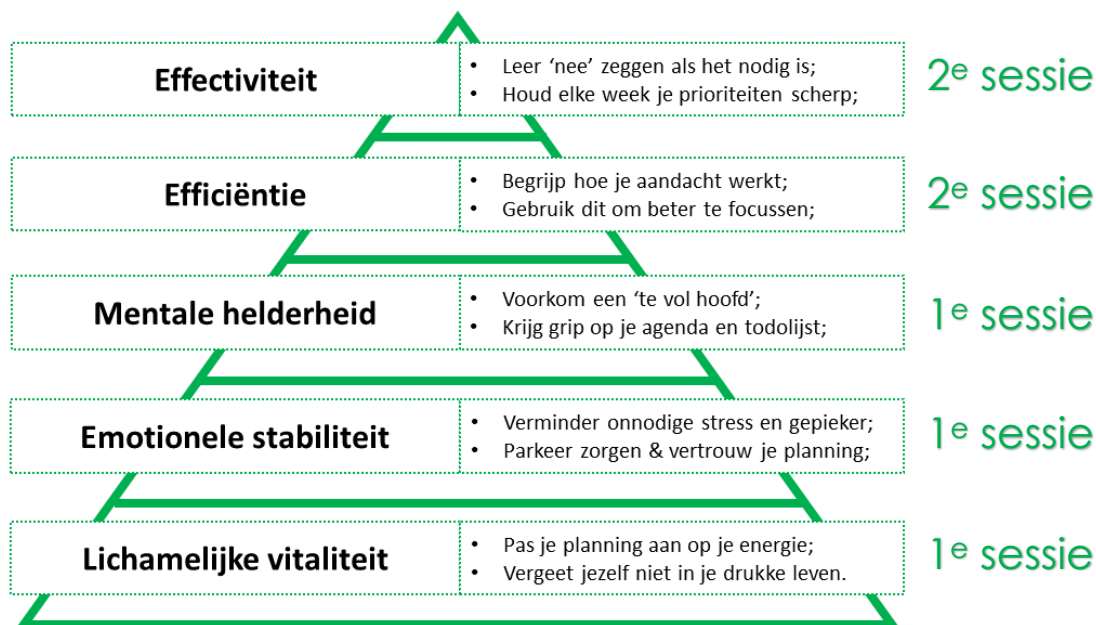 Effectiviteit
• Leer ‘nee’ zeggen als het nodig is;
• Houd elke week je prioriteiten scherp;
2e sessie
Efficiëntie
• Begrijp hoe je aandacht werkt;
• Gebruik dit om beter te focussen;
2e sessie
Mentale helderheid
• Voorkom een ‘te vol hoofd’;
• Krijg grip op je agenda en todolijst;
1e sessie
Emotionele stabiliteit
• Verminder onnodige stress en gepieker;
• Parkeer zorgen & vertrouw je planning;
1e sessie
Lichamelijke vitaliteit
• Pas je planning aan op je energie;
• Vergeet jezelf niet in je drukke leven.
1e sessie